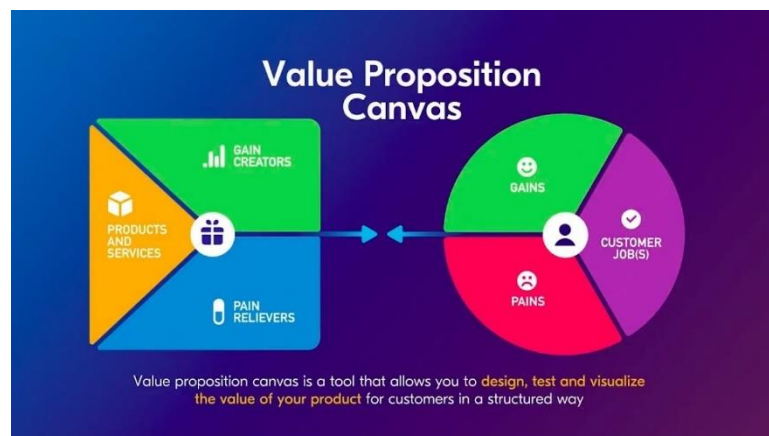 Value Proposition
Canvas
GAIN
CREATORS
PRODUCTS
AND
SERVICES
PAIN
RELIEVERS
GAINS
CUSTOMER
JOB(S)
PAINS
Value proposition canvas is a tool that allows you to design, test and visualize
the value of your product for customers in a structured way